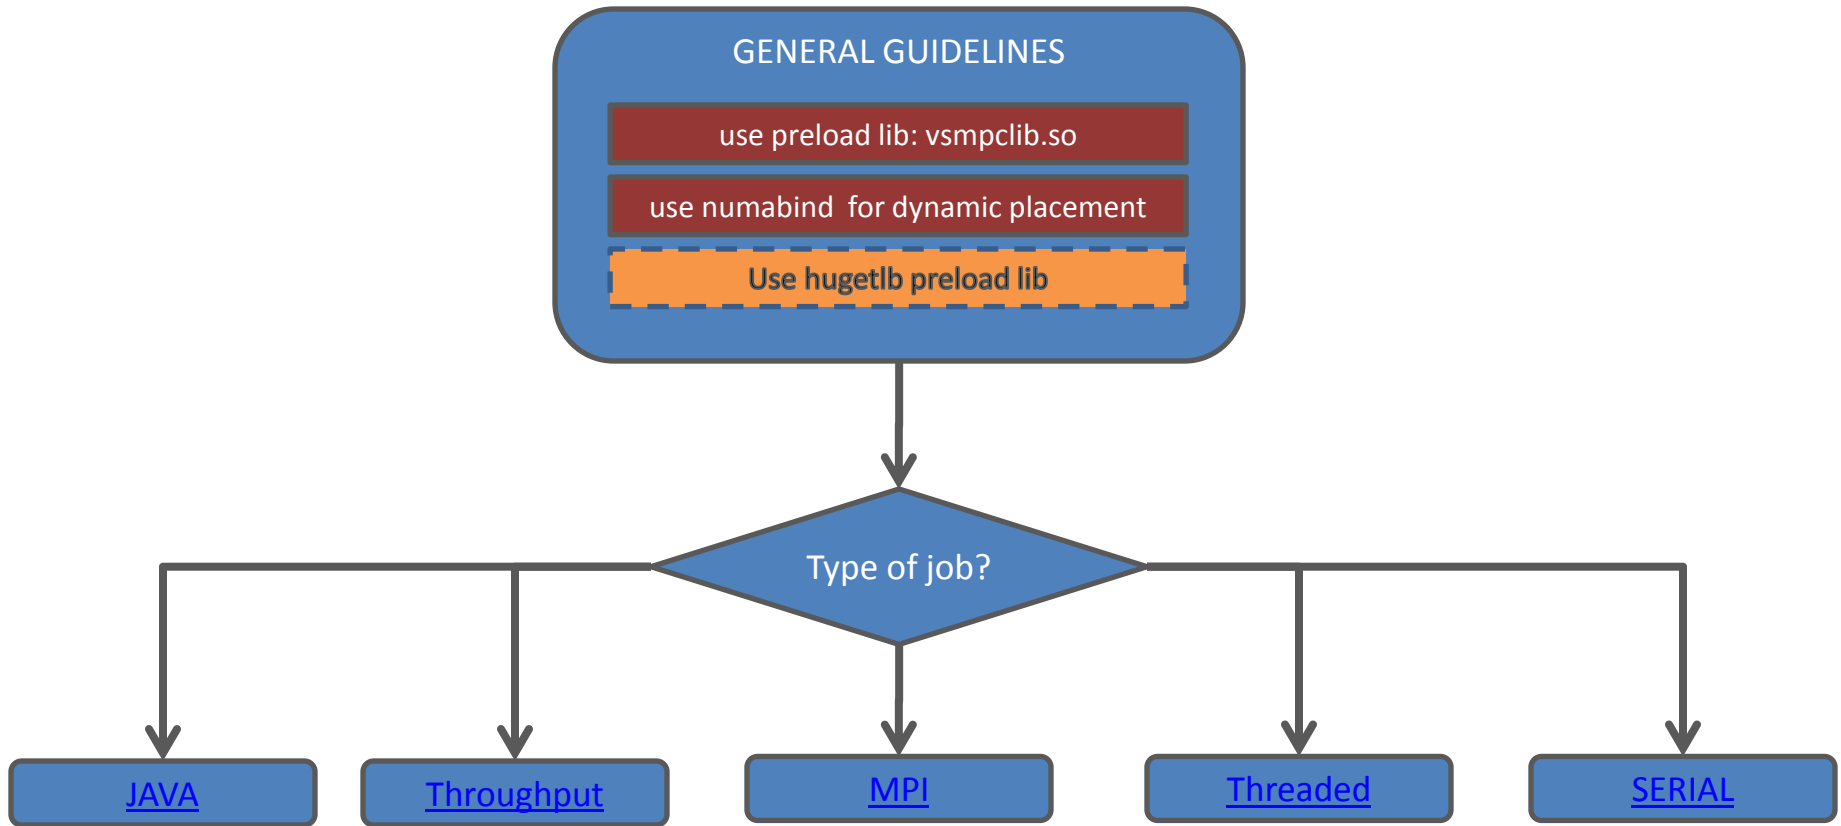 GENERAL GUIDELINES
use preload lib: vsmpclib.so
use numabind  for dynamic placement
Use hugetlb preload lib
Type of job?
JAVA
Throughput
MPI
Threaded
SERIAL